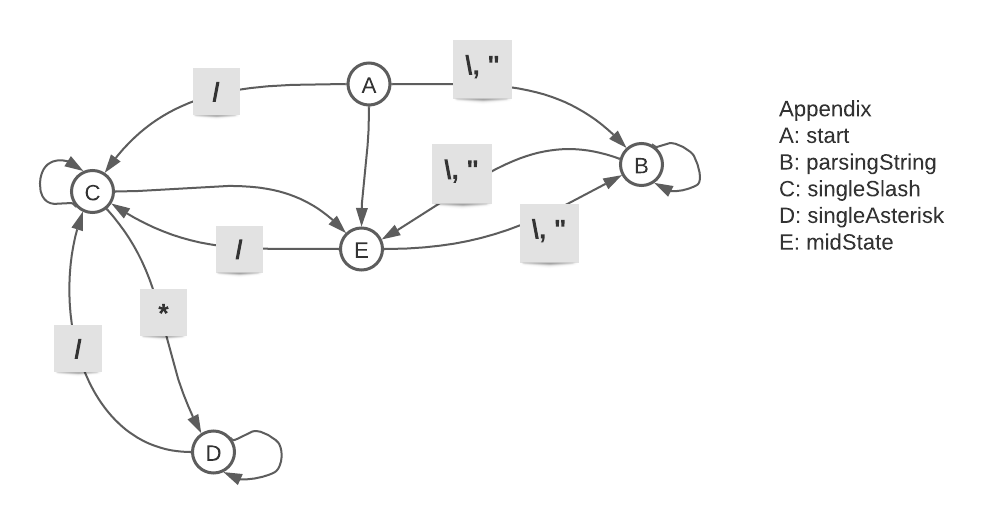 \, "
A
/
Appendix
A: start
B: parsingString
C: singleSlash
D: singleAsterisk
E: midState
B
\, "
C
\, "
/
E
*
/
D